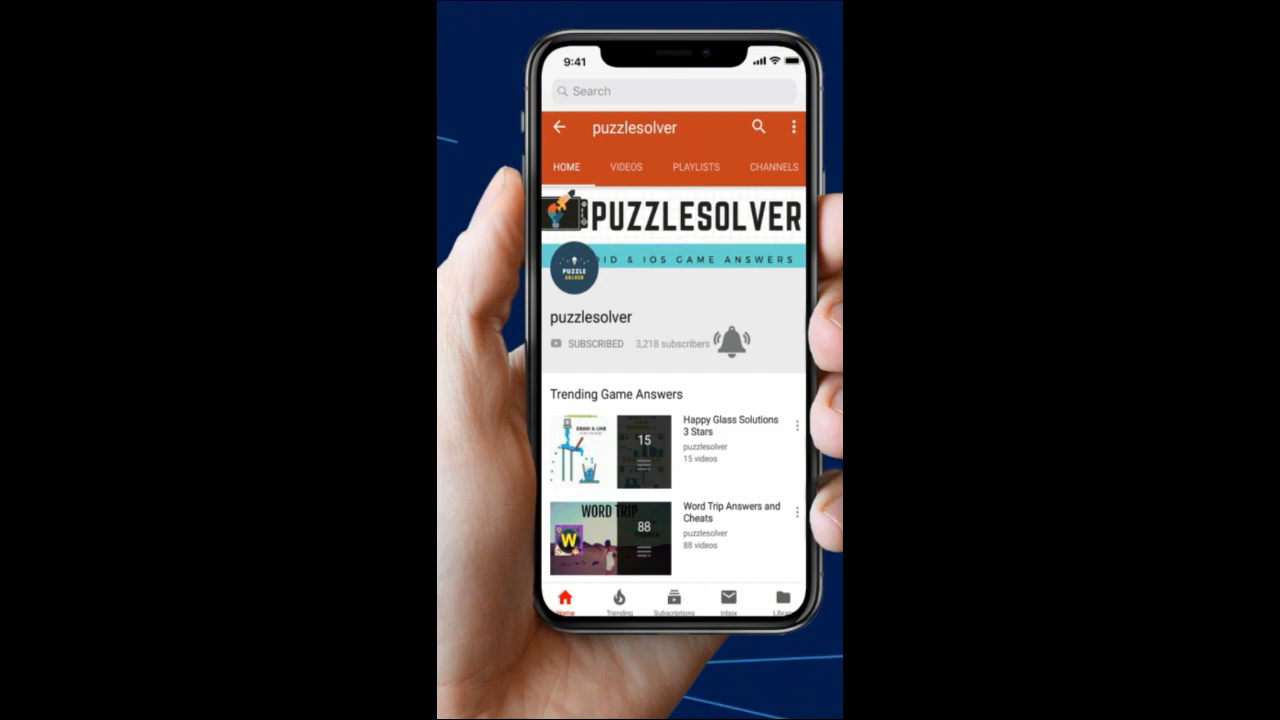 9:41
Search
puzzlesolver
HOME VIDEOS PLAYLISTS CHANNELS
PUZZLESOLVER
ID & IOS GAME ANSWERS
PUZZLE
SOLVER
puzzlesolver
SUBSCRIBED 3,218 subscribers
Trending Game Answers
DRAW A LINE
15
Happy Glass Solutions
3 Stars
puzzlesolver
15 videos
WORD TRIP
W
88
Word Trip Answers and
Cheats
puzzlesolver
88 videos
Home Trending Subscriptions Inbox Library